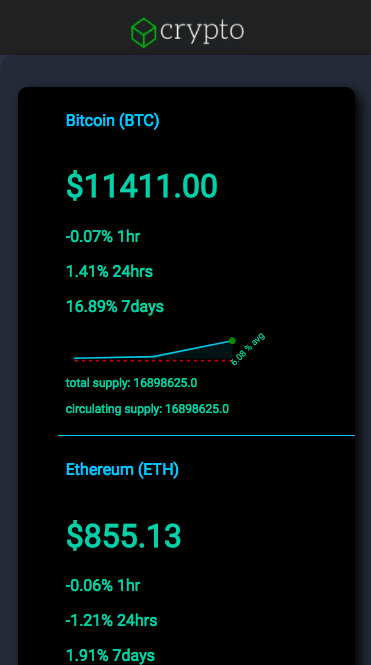 crypto
Bitcoin (BTC)
$11411.00
-0.07% 1hr
1.41% 24hrs
16.89% 7days
6.08 % avg
total supply: 16898625.0
circulating supply: 16898625.0
Ethereum (ETH)
$855.13
-0.06% 1hr
-1.21% 24hrs
1.91% 7days